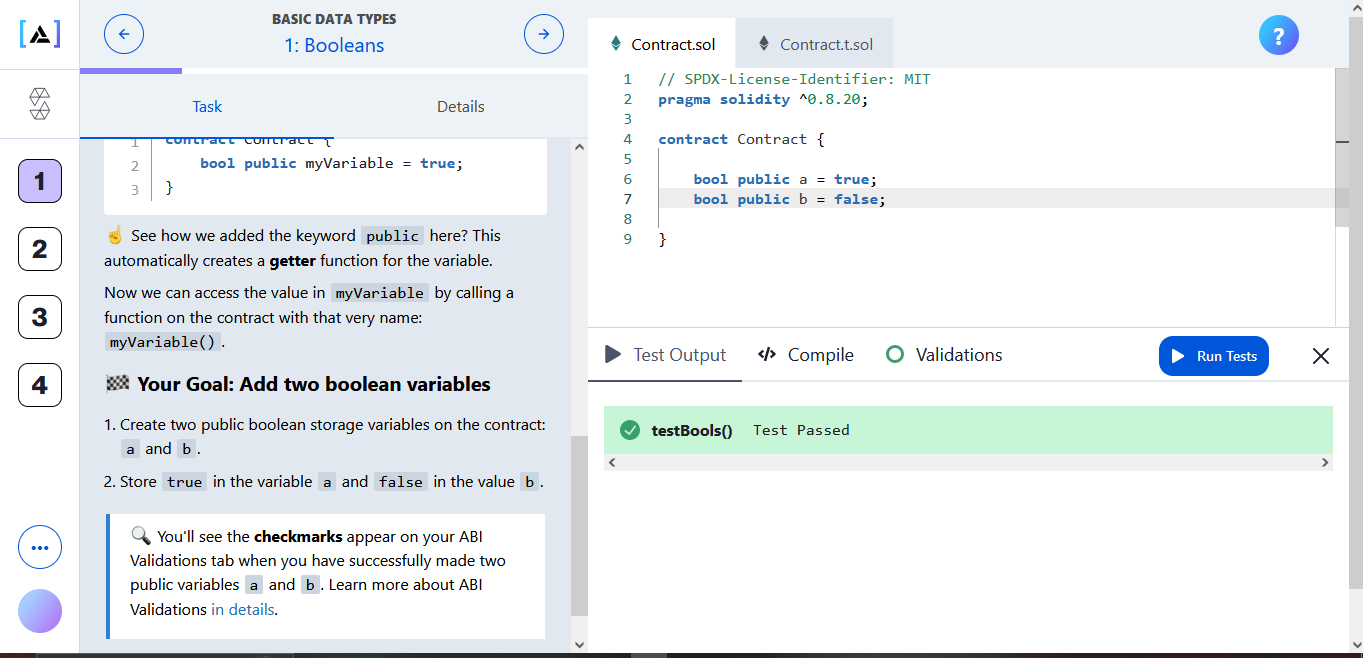 BASIC DATA TYPES
1: Booleans
Task
Details
1
2
3
4
1 contract Contract {
2 bool public myVariable = true;
3 }
☝ See how we added the keyword public here? This
automatically creates a getter function for the variable.
Now we can access the value in myVariable by calling a
function on the contract with that very name:
myVariable().
🏁 Your Goal: Add two boolean variables
1. Create two public boolean storage variables on the contract:
a and b.
2. Store true in the variable a and false in the value b.
🔍 You'll see the checkmarks appear on your ABI
Validations tab when you have successfully made two
public variables a and b. Learn more about ABI
Validations in details.
Contract.sol
Contract.t.sol
?
1 // SPDX-License-Identifier: MIT
2 pragma solidity ^0.8.20;
3
4 contract Contract {
5
6 bool public a = true;
7 bool public b = false;
8
9 }
Test Output
</> Compile
Validations
Run Tests
testBools() Test Passed